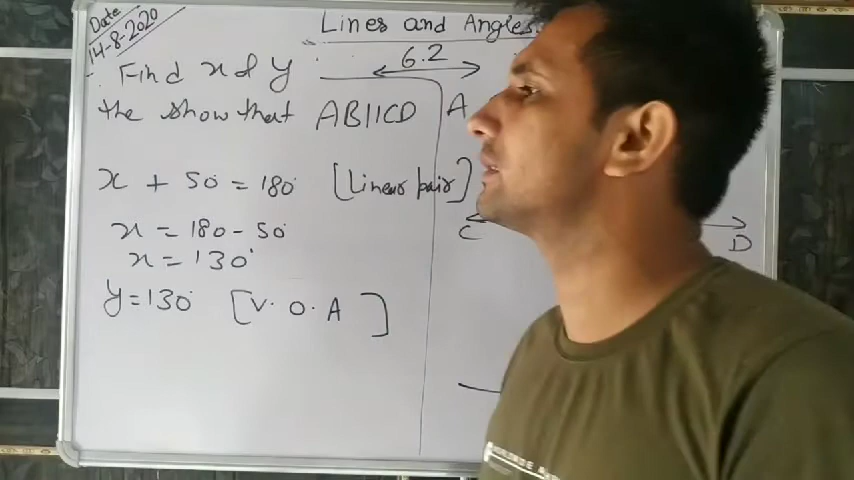 Date
14-8-2020
Lines and Angles
6.2
Find x & y
the show that AB||CD
A
x + 50 = 180° [Linear pair]
x = 180 - 50°
x = 130°
y = 130° [V. O. A ]
C
D